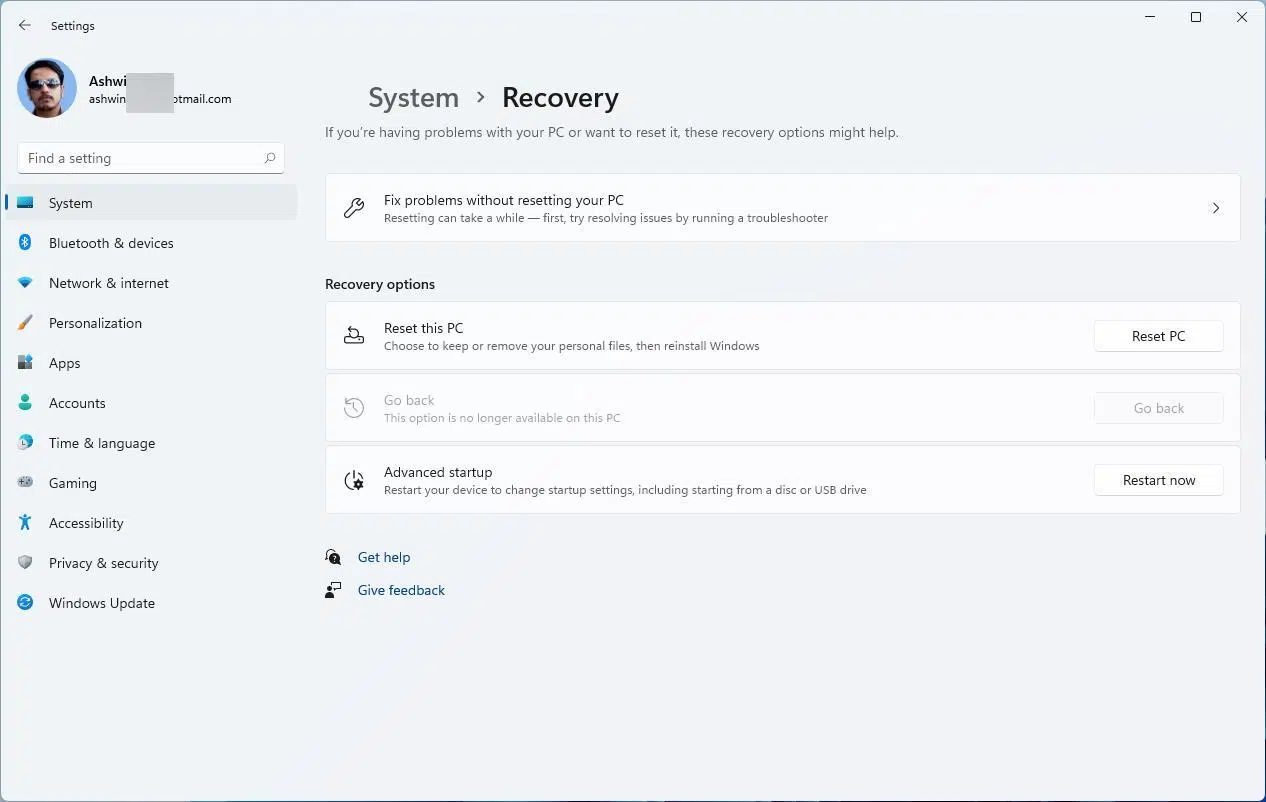 Settings
Ashwi
ashwin
otmail.com
Find a setting
System
Bluetooth & devices
Network & internet
Personalization
Apps
Accounts
Time & language
Gaming
Accessibility
Privacy & security
Windows Update
System > Recovery
If you're having problems with your PC or want to reset it, these recovery options might help.
Fix problems without resetting your PC
Resetting can take a while — first, try resolving issues by running a troubleshooter
Recovery options
Reset this PC
Choose to keep or remove your personal files, then reinstall Windows
Reset PC
Go back
This option is no longer available on this PC
Go back
Advanced startup
Restart your device to change startup settings, including starting from a disc or USB drive
Restart now
Get help
Give feedback